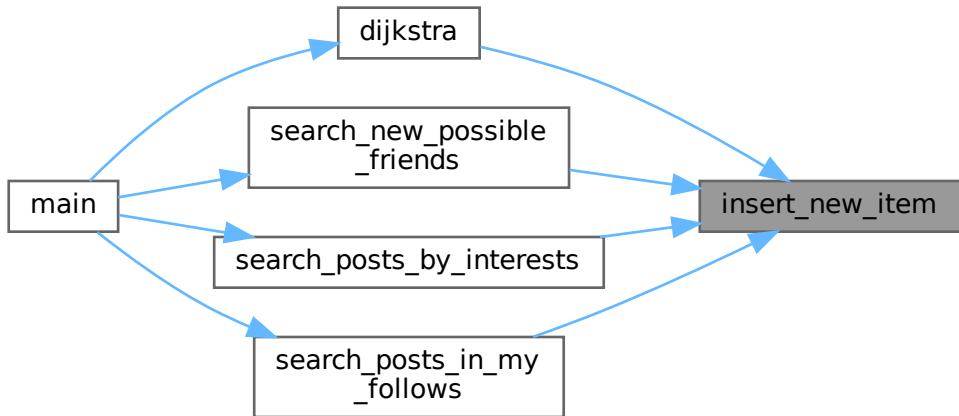 dijkstra
search_new_possible
_friends
main
insert_new_item
search_posts_by_interests
search_posts_in_my
_follows